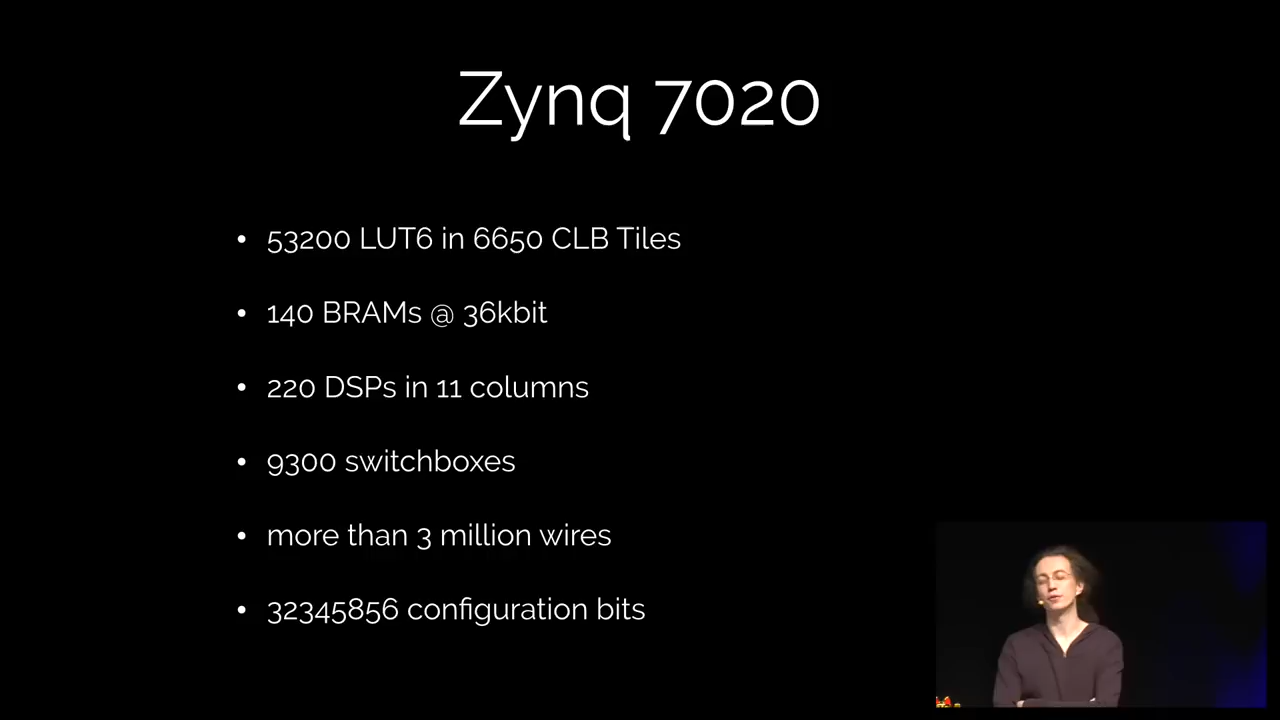 Zynq 7020
• 53200 LUT6 in 6650 CLB Tiles
• 140 BRAMs @ 36kbit
• 220 DSPs in 11 columns
• 9300 switchboxes
• more than 3 million wires
• 32345856 configuration bits